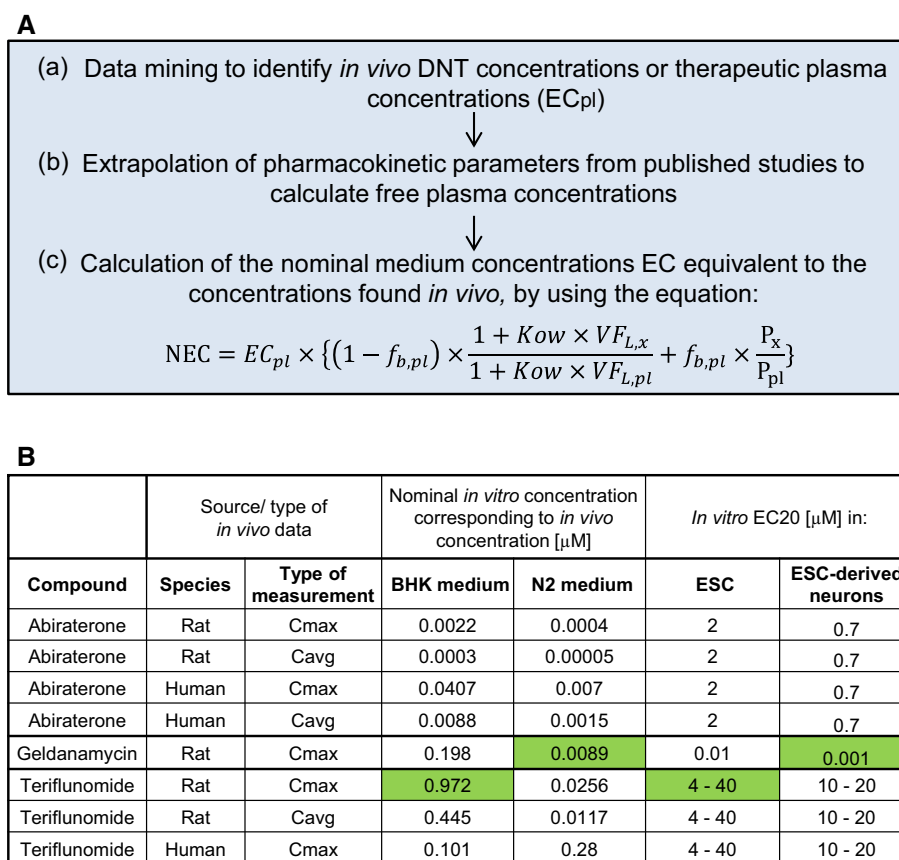 A
(a) Data mining to identify in vivo DNT concentrations or therapeutic plasma
concentrations (ECpl)
(b) Extrapolation of pharmacokinetic parameters from published studies to
calculate free plasma concentrations
(c) Calculation of the nominal medium concentrations EC equivalent to the
concentrations found in vivo, by using the equation:
NEC = EC_pl × {(1 − f_b,pl) × (1 + Kow × VF_L,x)/(1 + Kow × VF_L,pl) + f_b,pl × P_x/P_pl}
B
Source/ type of in vivo data | Nominal in vitro concentration corresponding to in vivo concentration [μM] | In vitro EC20 [μM] in:
Compound | Species | Type of measurement | BHK medium | N2 medium | ESC | ESC-derived neurons
Abiraterone | Rat | Cmax | 0.0022 | 0.0004 | 2 | 0.7
Abiraterone | Rat | Cavg | 0.0003 | 0.00005 | 2 | 0.7
Abiraterone | Human | Cmax | 0.0407 | 0.007 | 2 | 0.7
Abiraterone | Human | Cavg | 0.0088 | 0.0015 | 2 | 0.7
Geldanamycin | Rat | Cmax | 0.198 | 0.0089 | 0.01 | 0.001
Teriflunomide | Rat | Cmax | 0.972 | 0.0256 | 4 - 40 | 10 - 20
Teriflunomide | Rat | Cavg | 0.445 | 0.0117 | 4 - 40 | 10 - 20
Teriflunomide | Human | Cmax | 0.101 | 0.28 | 4 - 40 | 10 - 20